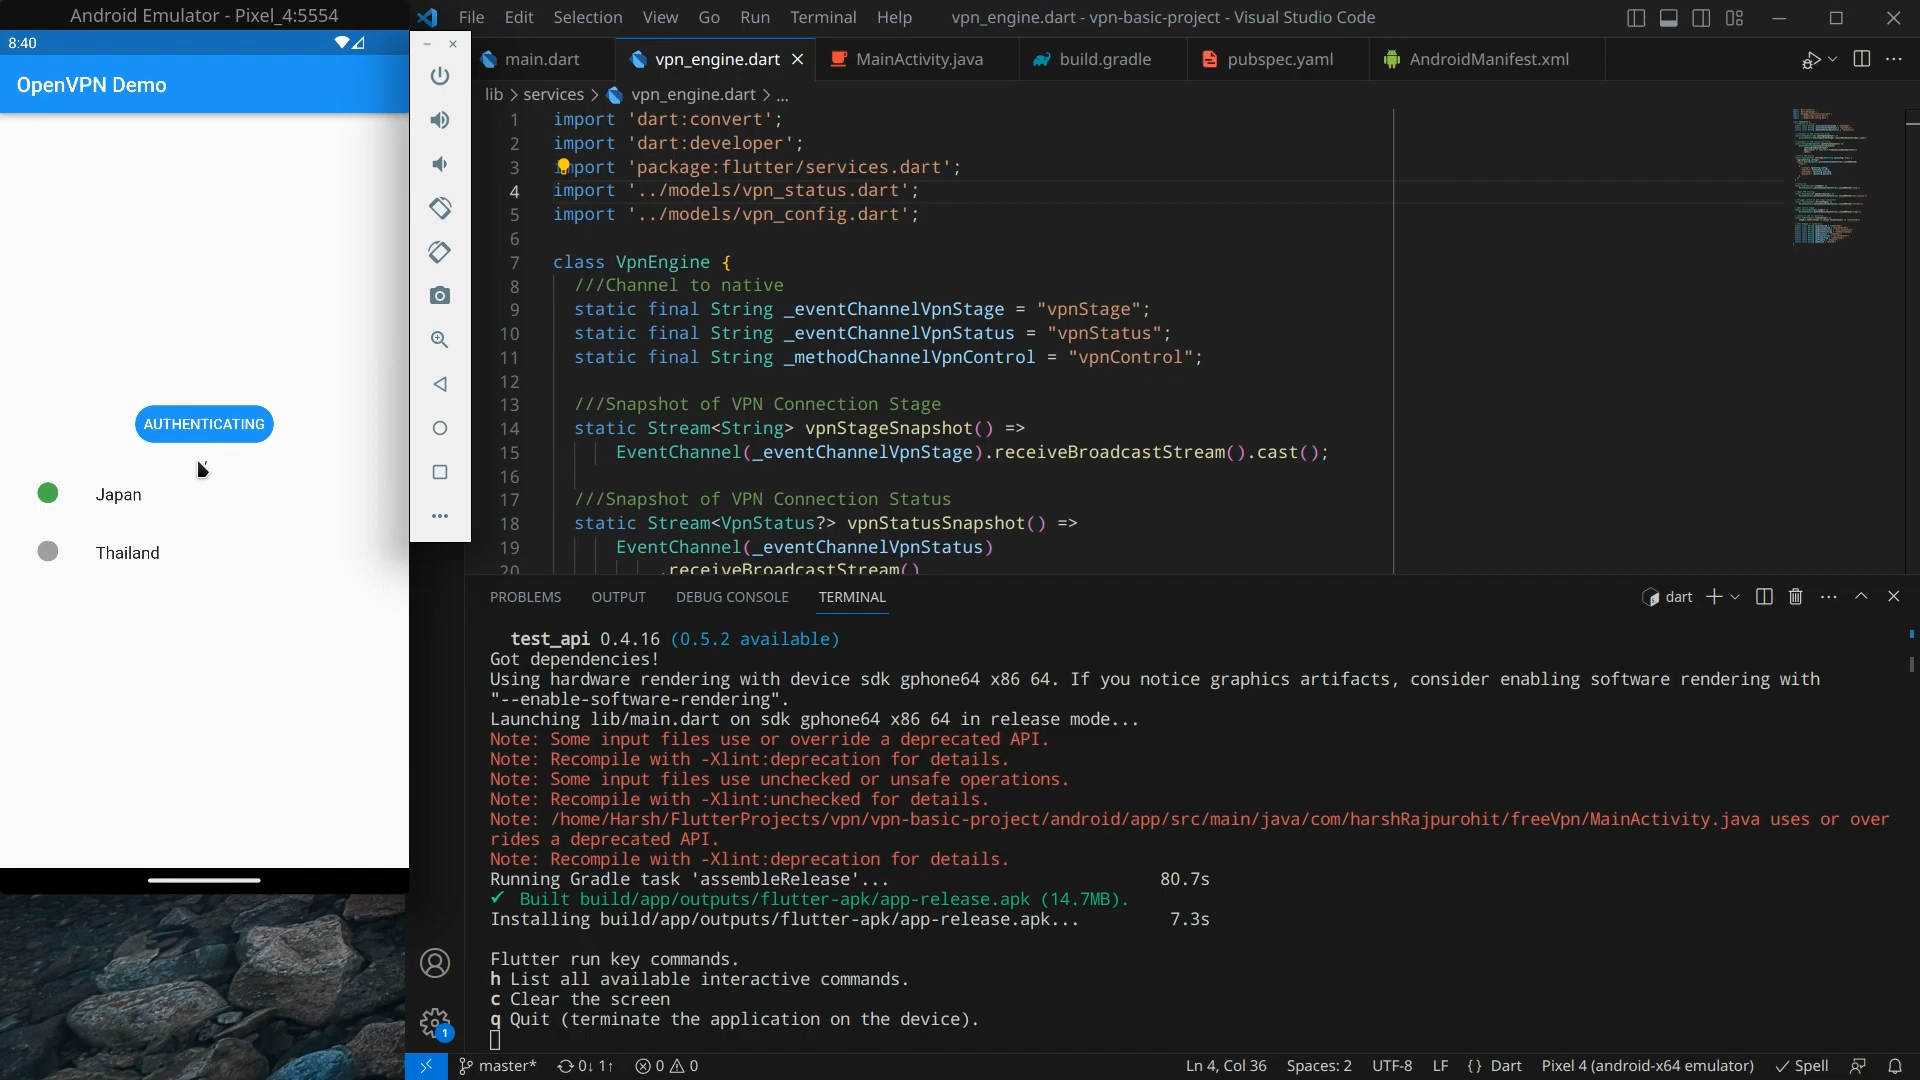 Android Emulator - Pixel_4:5554
8:40
OpenVPN Demo
AUTHENTICATING
Japan
Thailand
File Edit Selection View Go Run Terminal Help
vpn_engine.dart - vpn-basic-project - Visual Studio Code
main.dart
vpn_engine.dart
MainActivity.java
build.gradle
pubspec.yaml
AndroidManifest.xml
lib > services > vpn_engine.dart > ...
1 import 'dart:convert';
2 import 'dart:developer';
3 import 'package:flutter/services.dart';
4 import '../models/vpn_status.dart';
5 import '../models/vpn_config.dart';
6
7 class VpnEngine {
8 ///Channel to native
9 static final String _eventChannelVpnStage = "vpnStage";
10 static final String _eventChannelVpnStatus = "vpnStatus";
11 static final String _methodChannelVpnControl = "vpnControl";
12
13 ///Snapshot of VPN Connection Stage
14 static Stream<String> vpnStageSnapshot() =>
15 EventChannel(_eventChannelVpnStage).receiveBroadcastStream().cast();
16
17 ///Snapshot of VPN Connection Status
18 static Stream<VpnStatus?> vpnStatusSnapshot() =>
19 EventChannel(_eventChannelVpnStatus)
20 .receiveBroadcastStream()
PROBLEMS OUTPUT DEBUG CONSOLE TERMINAL
dart
test_api 0.4.16 (0.5.2 available)
Got dependencies!
Using hardware rendering with device sdk gphone64 x86 64. If you notice graphics artifacts, consider enabling software rendering with
"--enable-software-rendering".
Launching lib/main.dart on sdk gphone64 x86 64 in release mode...
Note: Some input files use or override a deprecated API.
Note: Recompile with -Xlint:deprecation for details.
Note: Some input files use unchecked or unsafe operations.
Note: Recompile with -Xlint:unchecked for details.
Note: /home/Harsh/FlutterProjects/vpn/vpn-basic-project/android/app/src/main/java/com/harshRajpurohit/freeVpn/MainActivity.java uses or over
rides a deprecated API.
Note: Recompile with -Xlint:deprecation for details.
Running Gradle task 'assembleRelease'... 80.7s
✓ Built build/app/outputs/flutter-apk/app-release.apk (14.7MB).
Installing build/app/outputs/flutter-apk/app-release.apk... 7.3s
Flutter run key commands.
h List all available interactive commands.
c Clear the screen
q Quit (terminate the application on the device).
1
master* 0↓ 1↑ 0 0
Ln 4, Col 36 Spaces: 2 UTF-8 LF {} Dart Pixel 4 (android-x64 emulator) ✓ Spell